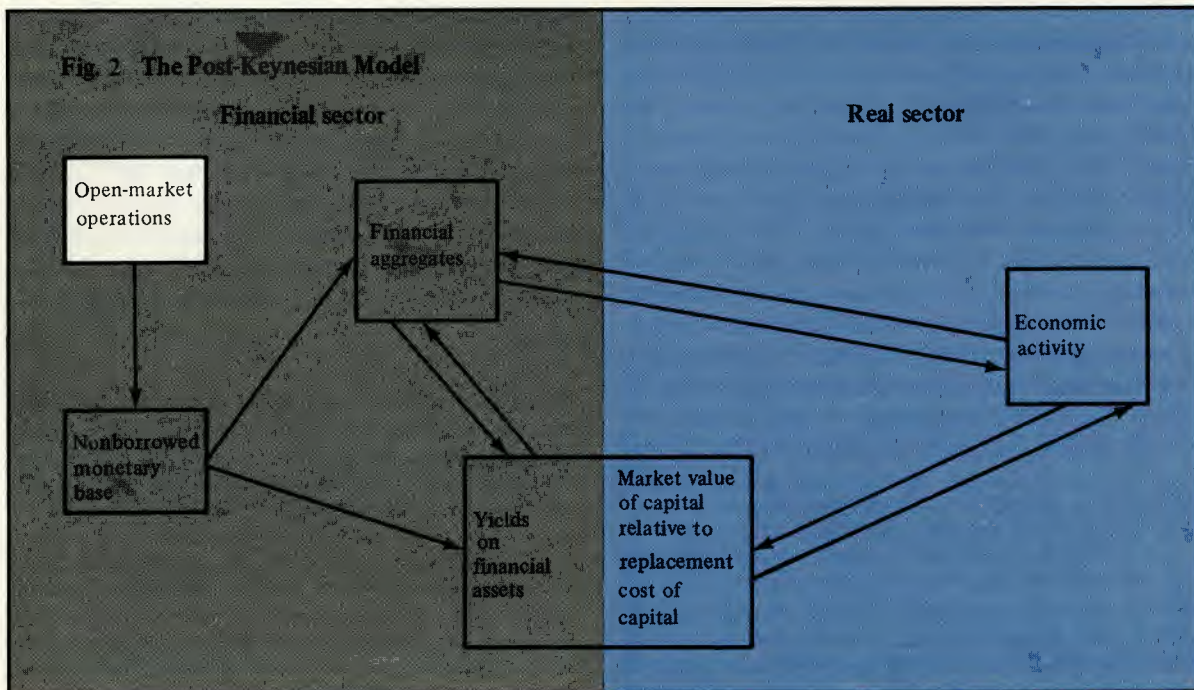 Fig. 2 The Post-Keynesian Model
Financial sector
Real sector
Open-market
operations
Financial
aggregates
Economic
activity
Nonborrowed
monetary
base
Yields
on
financial
assets
Market value
of capital
relative to
replacement
cost of
capital